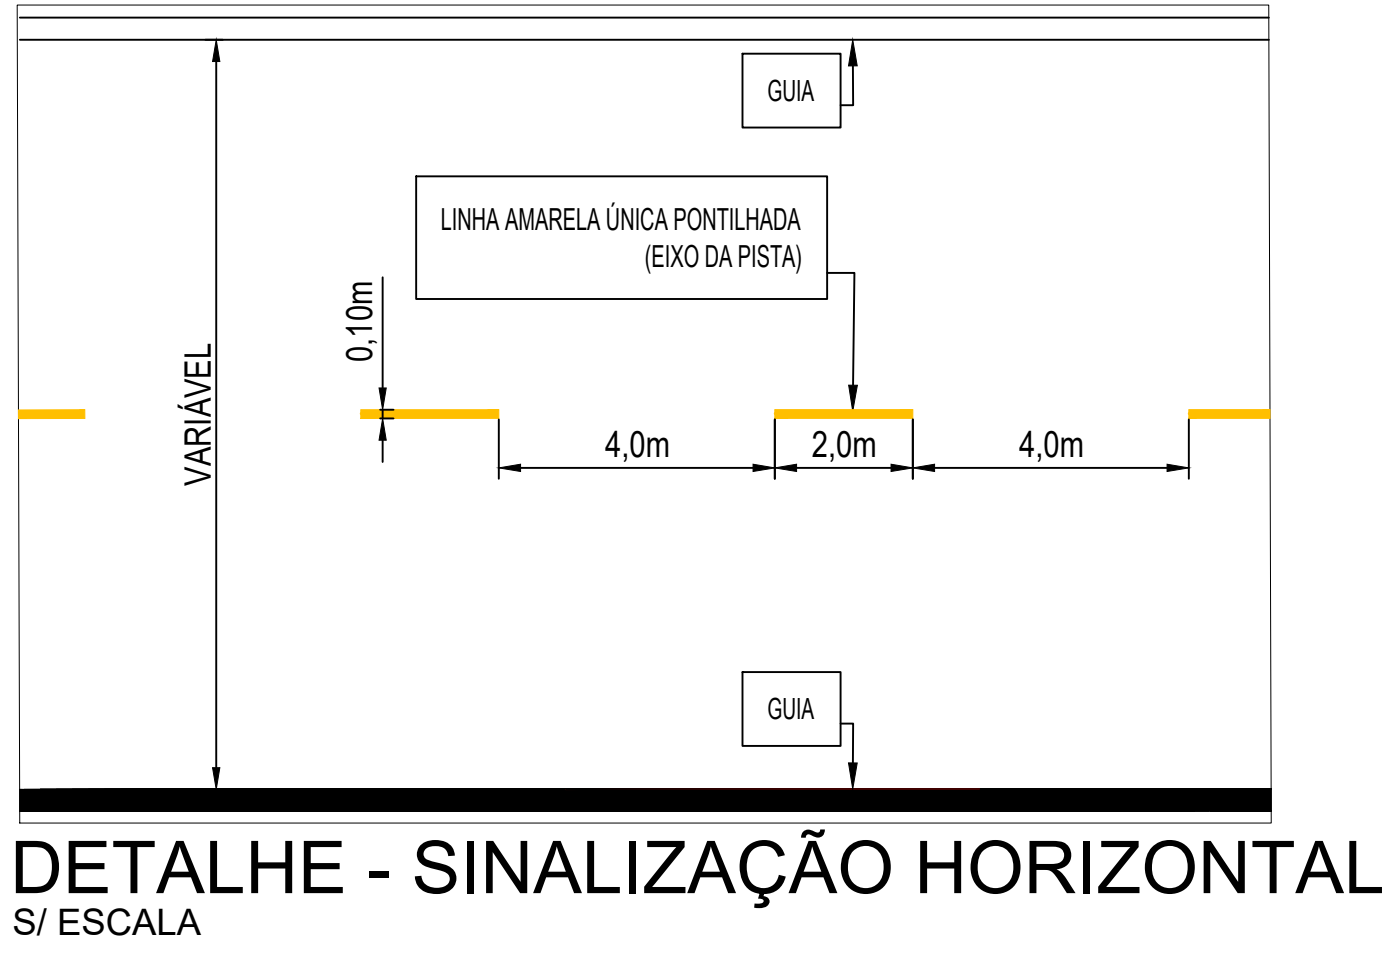 GUIA
LINHA AMARELA ÚNICA PONTILHADA
(EIXO DA PISTA)
0,10m
VARIÁVEL
4,0m
2,0m
4,0m
GUIA
DETALHE - SINALIZAÇÃO HORIZONTAL
S/ ESCALA